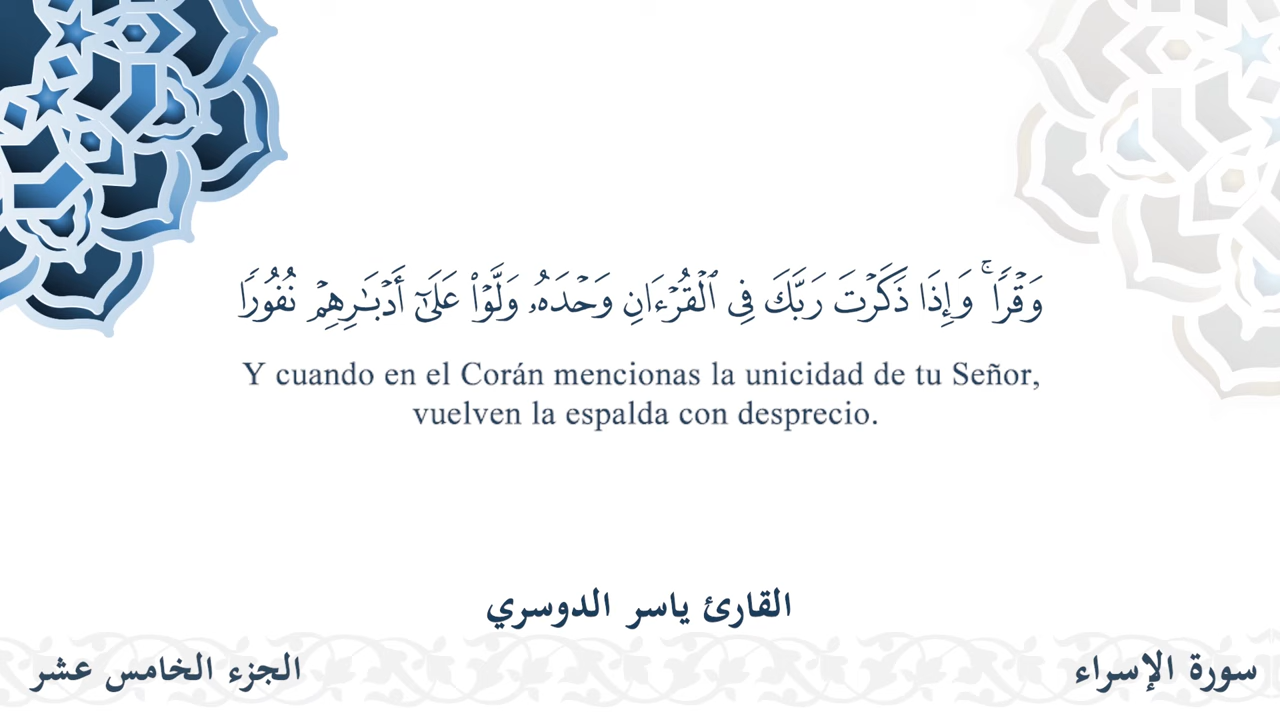 وَقْرًا ۚ وَإِذَا ذَكَرْتَ رَبَّكَ فِى ٱلْقُرْءَانِ وَحْدَهُۥ وَلَّوْا۟ عَلَىٰٓ أَدْبَـٰرِهِمْ نُفُورًا
Y cuando en el Corán mencionas la unicidad de tu Señor,
vuelven la espalda con desprecio.
القارئ ياسر الدوسري
سورة الإسراء
الجزء الخامس عشر